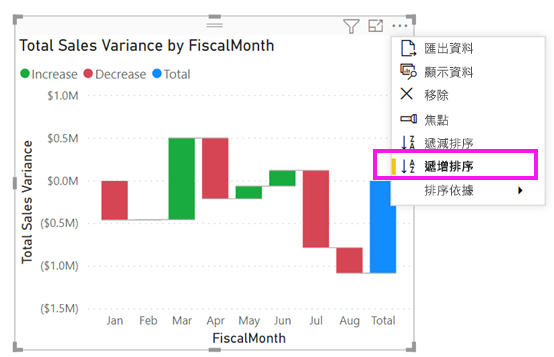 Total Sales Variance by FiscalMonth
Increase Decrease Total
$1.0M
$0.5M
$0.0M
($0.5M)
($1.0M)
($1.5M)
Total Sales Variance
Jan Feb Mar Apr May Jun Jul Aug Total
FiscalMonth
匯出資料
顯示資料
移除
焦點
遞減排序
遞增排序
排序依據